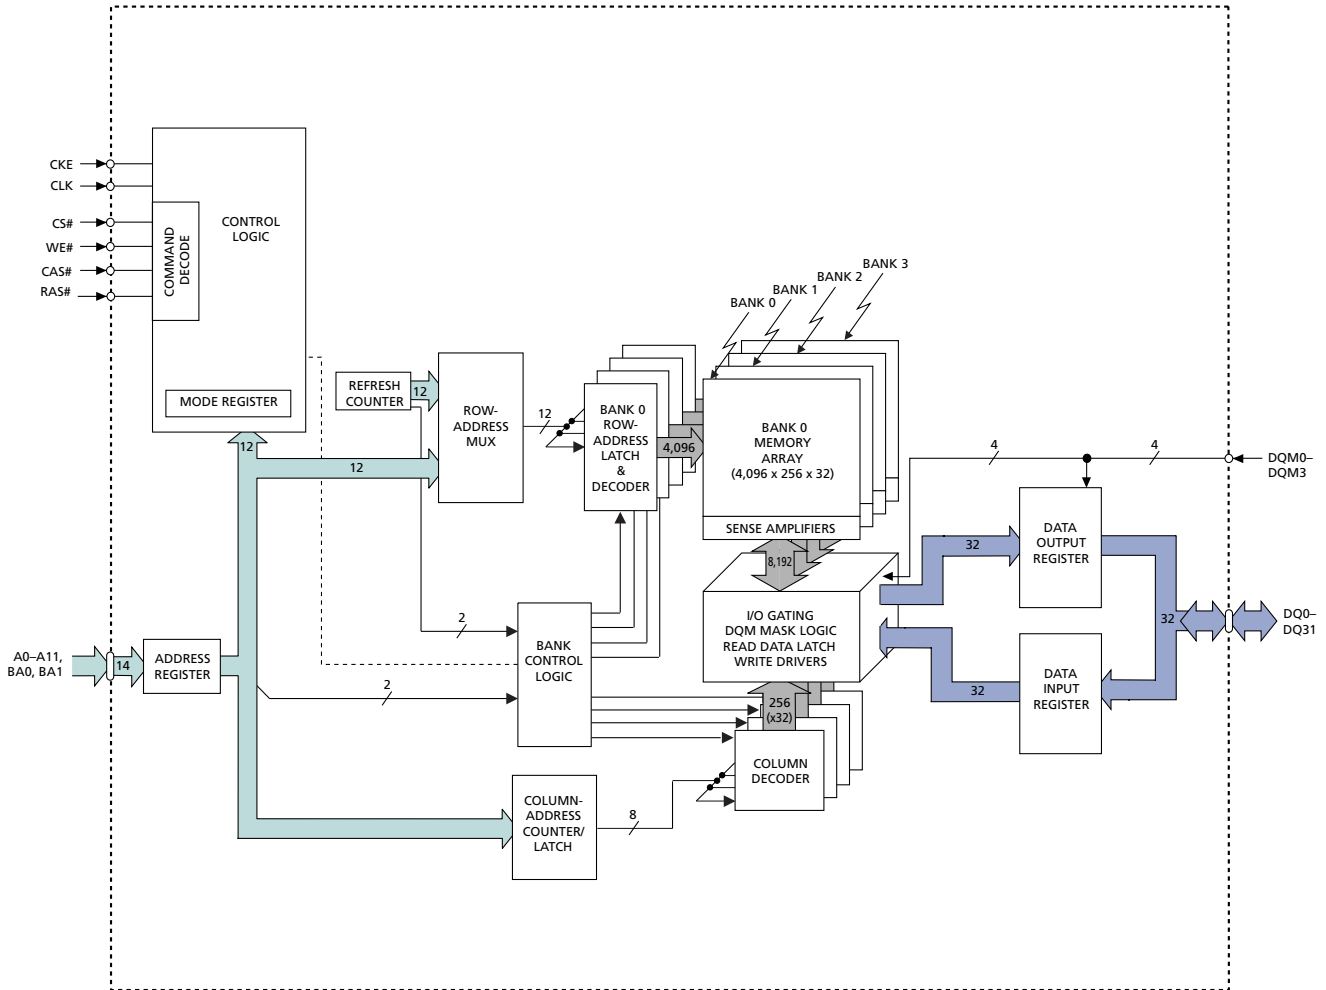 CKE
CLK
CS#
WE#
CAS#
RAS#
COMMAND
DECODE
CONTROL
LOGIC
MODE REGISTER
BANK 0
BANK 1
BANK 2
BANK 3
REFRESH
COUNTER
12
12
12
ROW-
ADDRESS
MUX
12
BANK 0
ROW-
ADDRESS
LATCH
&
DECODER
4,096
BANK 0
MEMORY
ARRAY
(4,096 x 256 x 32)
SENSE AMPLIFIERS
8,192
I/O GATING
DQM MASK LOGIC
READ DATA LATCH
WRITE DRIVERS
4
4
DQM0–
DQM3
32
DATA
OUTPUT
REGISTER
32
DQ0–
DQ31
32
DATA
INPUT
REGISTER
A0–A11,
BA0, BA1
14
ADDRESS
REGISTER
2
2
BANK
CONTROL
LOGIC
256
(x32)
COLUMN
DECODER
COLUMN-
ADDRESS
COUNTER/
LATCH
8